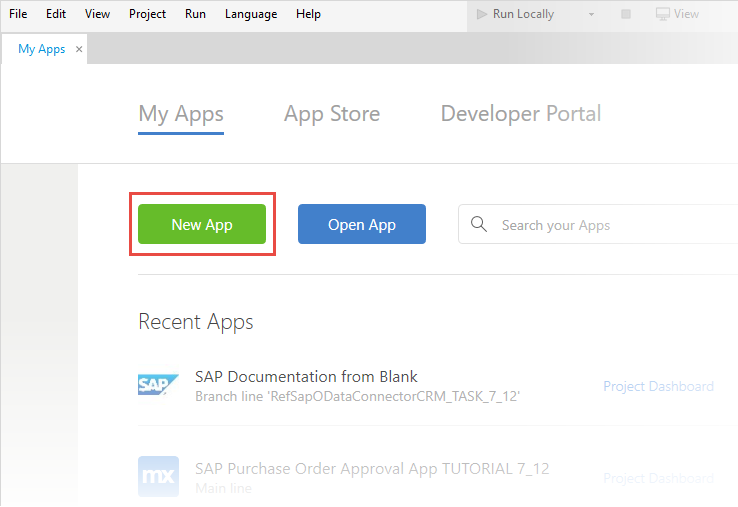 File Edit View Project Run Language Help Run Locally View
My Apps ×
My Apps App Store Developer Portal
New App Open App Search your Apps
Recent Apps
SAP SAP Documentation from Blank
Branch line 'RefSapODataConnectorCRM_TASK_7_12'
Project Dashboard
mx SAP Purchase Order Approval App TUTORIAL 7_12
Main line
Project Dashboard